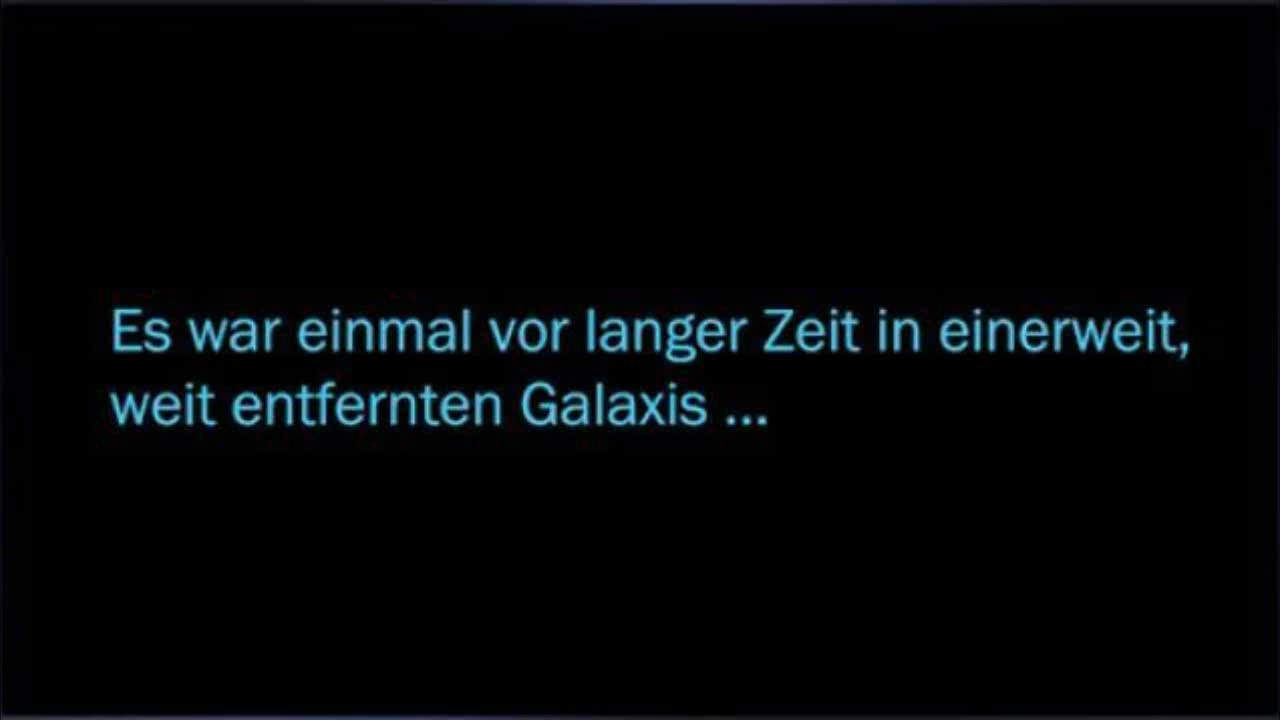 Es war einmal vor langer Zeit in einerweit,
weit entfernten Galaxis ...